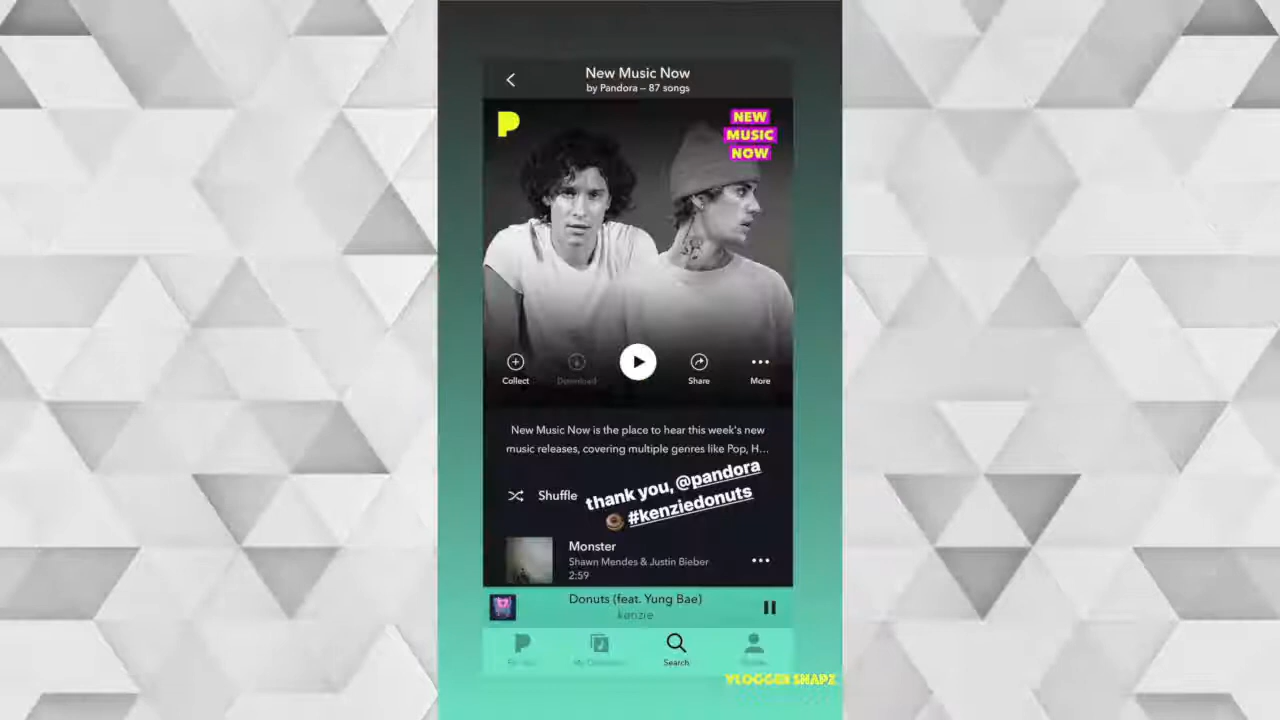 New Music Now
by Pandora – 87 songs
NEW
MUSIC
NOW
Collect
Download
Share
More
New Music Now is the place to hear this week's new
music releases, covering multiple genres like Pop, H...
Shuffle
thank you, @pandora
#kenziedonuts
Monster
Shawn Mendes & Justin Bieber
2:59
Donuts (feat. Yung Bae)
kenzie
Search
VLOGGER SNAPZ